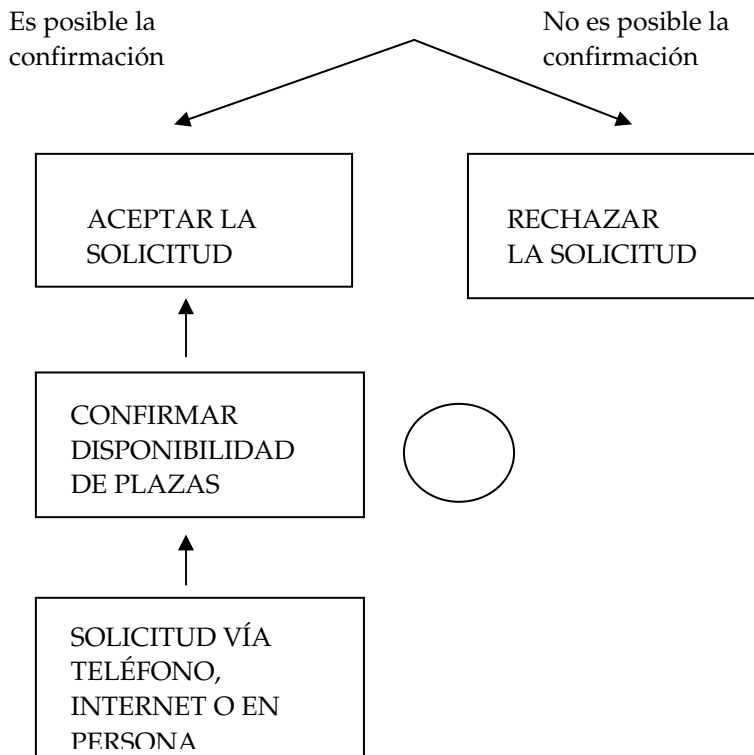 Es posible la
confirmación
No es posible la
confirmación
ACEPTAR LA
SOLICITUD
RECHAZAR
LA SOLICITUD
CONFIRMAR
DISPONIBILIDAD
DE PLAZAS
SOLICITUD VÍA
TELÉFONO,
INTERNET O EN
PERSONA